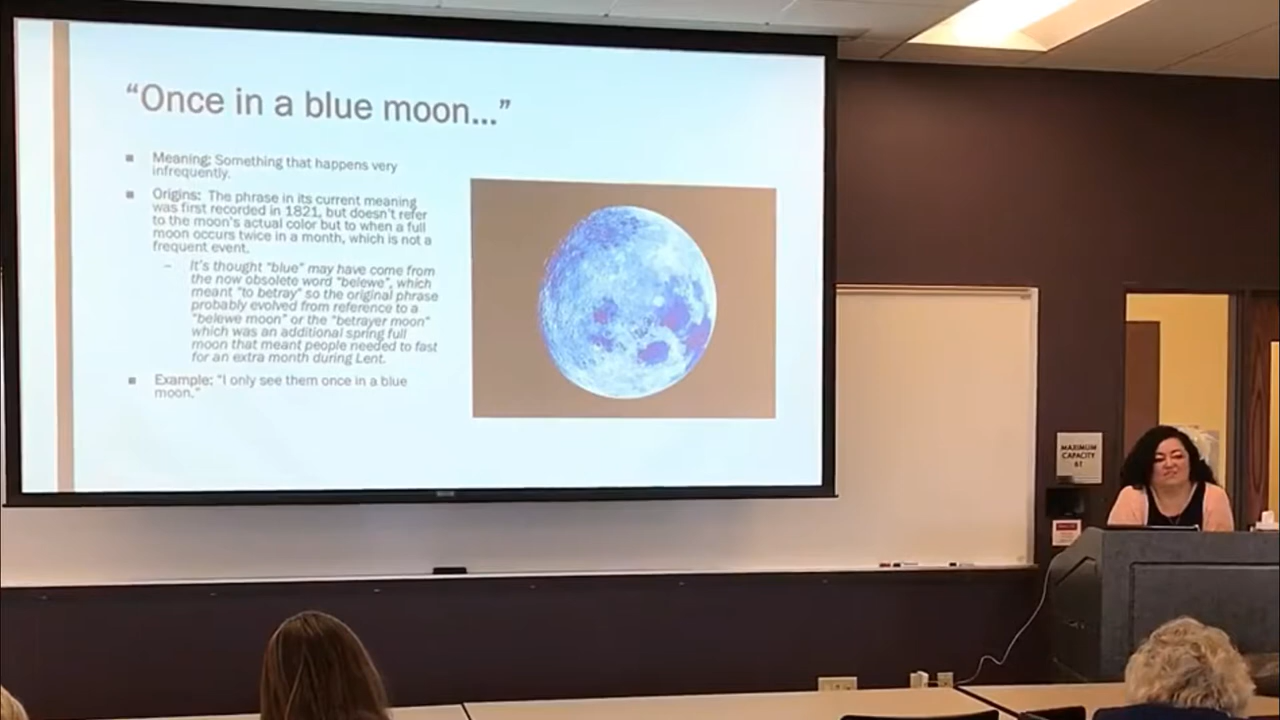 “Once in a blue moon...”
Meaning: Something that happens very
infrequently.
Origins: The phrase in its current meaning
was first recorded in 1821, but doesn't refer
to the moon's actual color but to when a full
moon occurs twice in a month, which is not a
frequent event.
It's thought "blue" may have come from
the now obsolete word "belewe", which
meant "to betray" so the original phrase
probably evolved from reference to a
"belewe moon" or the "betrayer moon"
which was an additional spring full
moon that meant people needed to fast
for an extra month during Lent.
Example: "I only see them once in a blue
moon."
MAXIMUM
CAPACITY
61